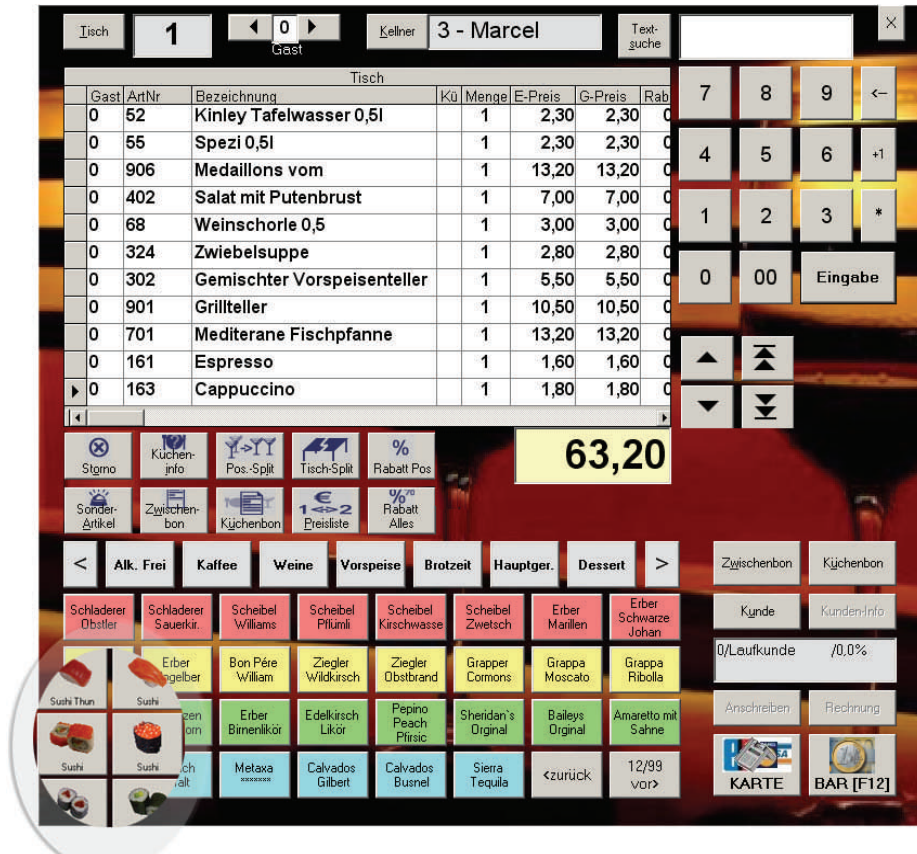 Tisch
1
0
Gast
Kellner
3 - Marcel
Text-
suche
X
Tisch
Gast ArtNr Bezeichnung Kü Menge E-Preis G-Preis Rab
0 52 Kinley Tafelwasser 0,5l 1 2,30 2,30 0
0 55 Spezi 0,5l 1 2,30 2,30 0
0 906 Medaillons vom 1 13,20 13,20 0
0 402 Salat mit Putenbrust 1 7,00 7,00 0
0 68 Weinschorle 0,5 1 3,00 3,00 0
0 324 Zwiebelsuppe 1 2,80 2,80 0
0 302 Gemischter Vorspeisenteller 1 5,50 5,50 0
0 901 Grillteller 1 10,50 10,50 0
0 701 Mediterane Fischpfanne 1 13,20 13,20 0
0 161 Espresso 1 1,60 1,60 0
0 163 Cappuccino 1 1,80 1,80 0
7 8 9 <--
4 5 6 +1
1 2 3 *
0 00 Eingabe
63,20
Storno
Küchen-
info
Pos.-Split
Tisch-Split
%
Rabatt Pos
Sonder-
Artikel
Zwischen-
bon
Küchenbon
€
1<=>2
Preisliste
%%
Rabatt
Alles
< Alk. Frei Kaffee Weine Vorspeise Brotzeit Hauptger. Dessert >
Schladerer
Obstler
Schladerer
Sauerkir.
Scheibel
Williams
Scheibel
Pflümli
Scheibel
Kirschwasse
Scheibel
Zwetsch
Erber
Marillen
Erber
Schwarze
Johan
Erber
Bon Pére
William
Ziegler
Wildkirsch
Ziegler
Obstbrand
Grapper
Cormons
Grappa
Moscato
Grappa
Ribolla
Erber
Birnenlikör
Edelkirsch
Likör
Pepino
Peach
Pfirsic
Sheridan`s
Orginal
Baileys
Orginal
Amaretto mit
Sahne
Metaxa
*******
Calvados
Gilbert
Calvados
Busnel
Sierra
Tequila
<zurück
12/99
vor>
Sushi Thun
Sushi
Sushi
Sushi
Zwischenbon
Küchenbon
Kunde
Kunden-Info
0/Laufkunde /0,0%
Anschreiben
Rechnung
KARTE
BAR [F12]